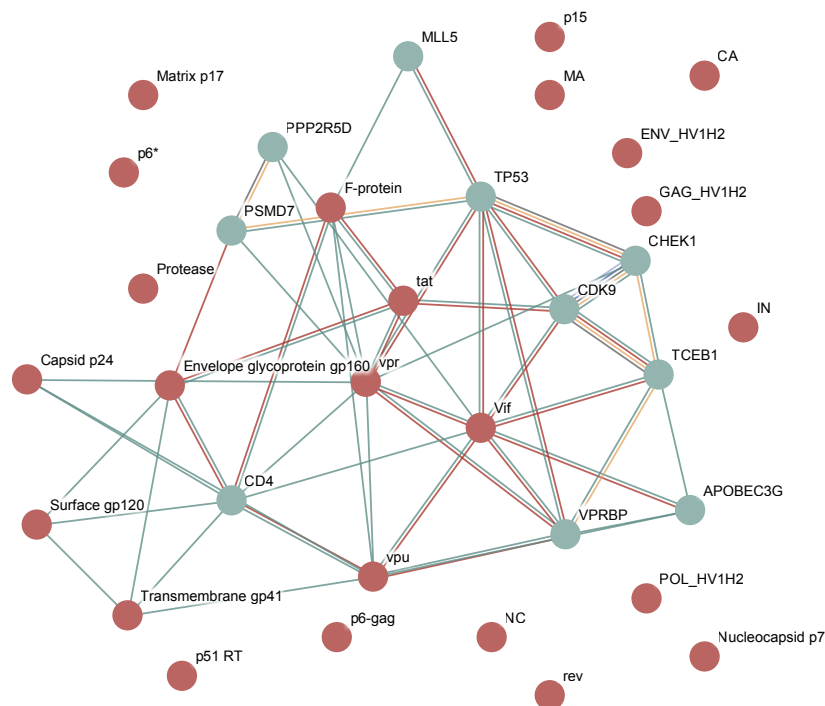 p15
MLL5
CA
Matrix p17
MA
PPP2R5D
ENV_HV1H2
p6*
TP53
F-protein
GAG_HV1H2
PSMD7
CHEK1
Protease
tat
CDK9
IN
Capsid p24
Envelope glycoprotein gp160
vpr
TCEB1
Vif
CD4
APOBEC3G
Surface gp120
VPRBP
vpu
POL_HV1H2
Transmembrane gp41
p6-gag
NC
Nucleocapsid p7
p51 RT
rev